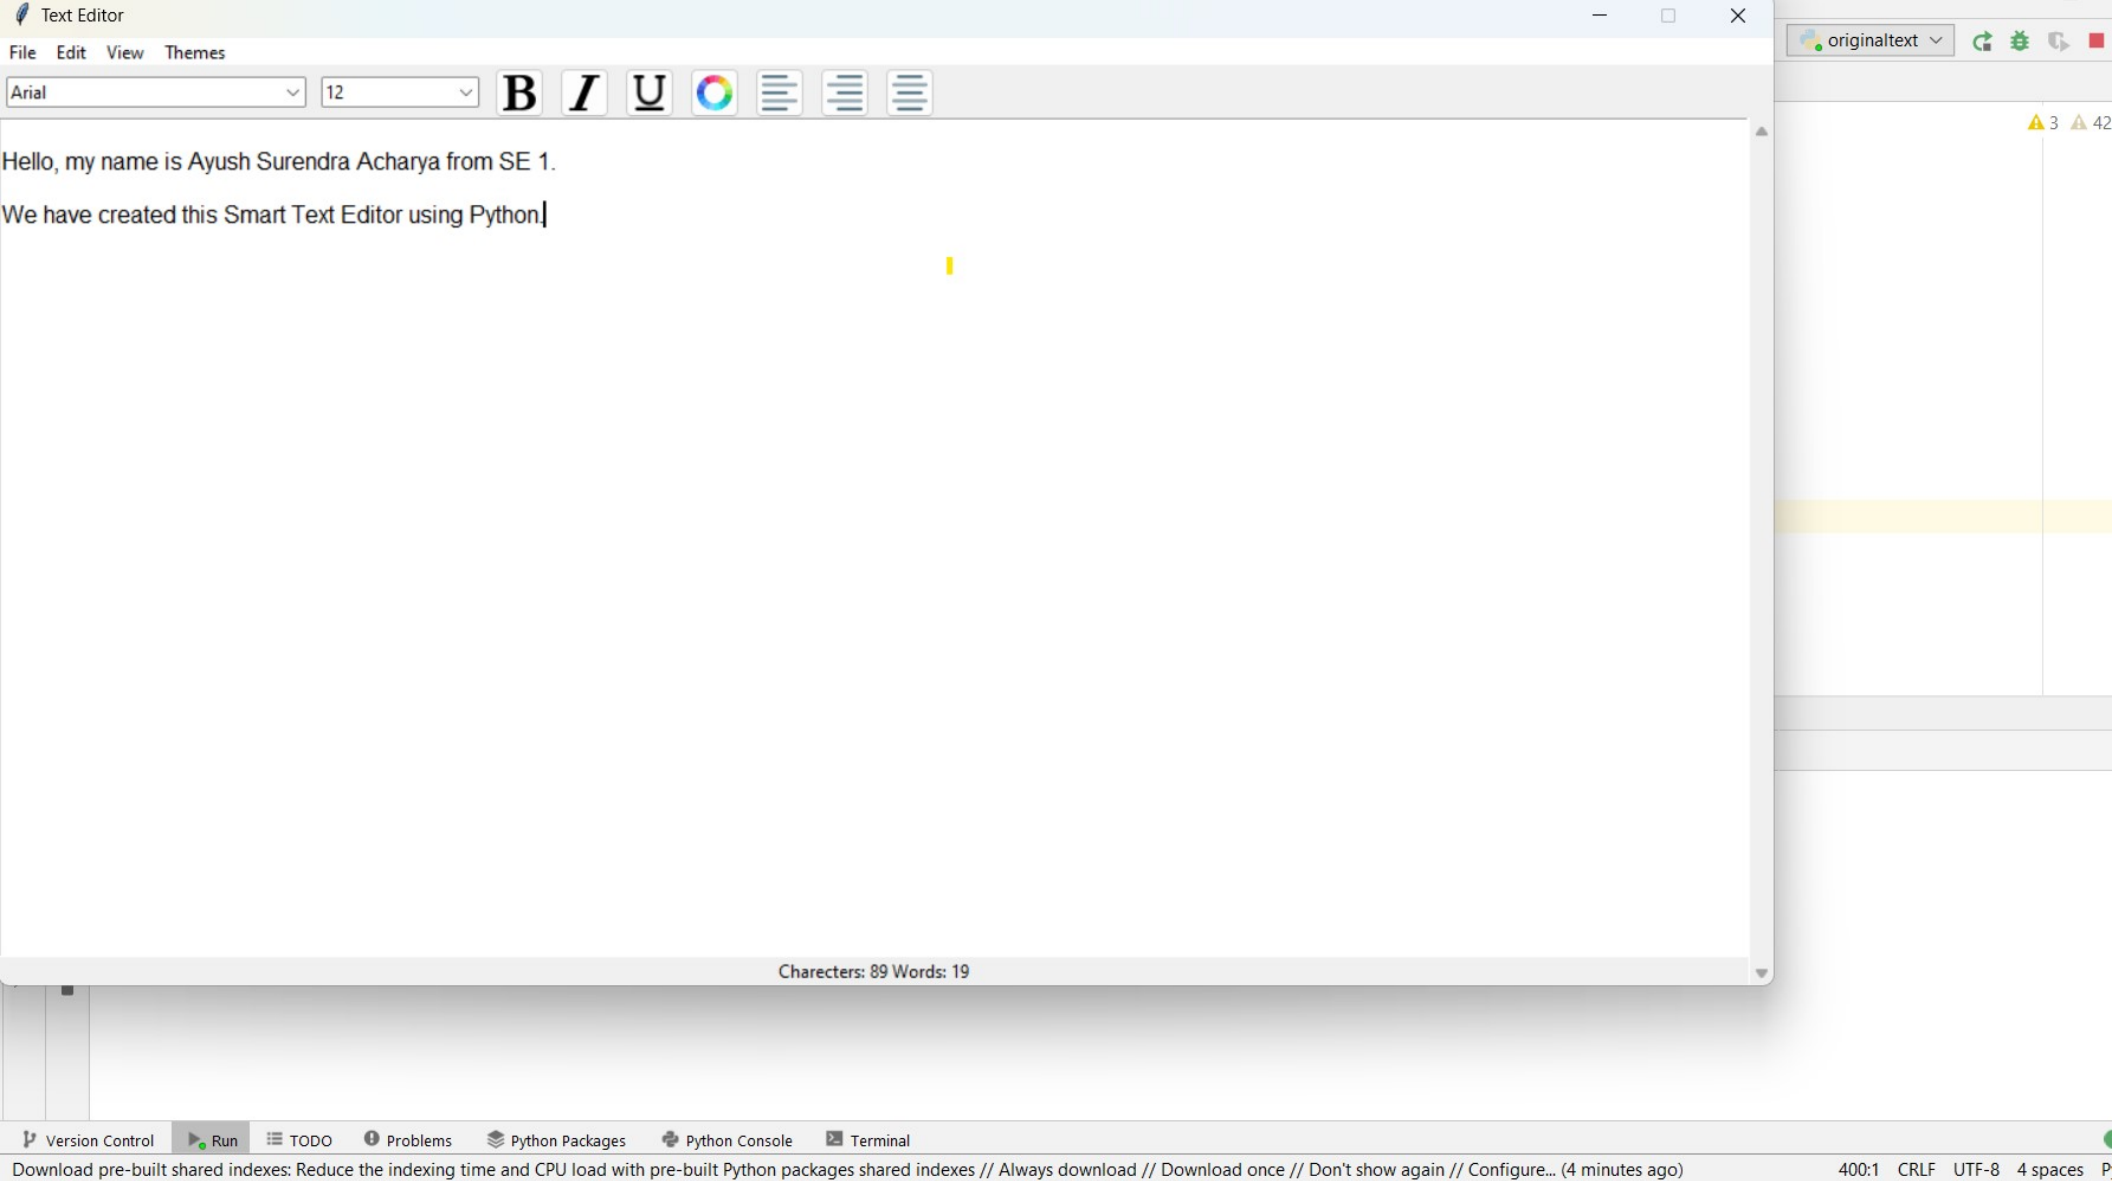 Text Editor
originaltext
File Edit View Themes
Arial 12 B I U
3 42
Hello, my name is Ayush Surendra Acharya from SE 1.
We have created this Smart Text Editor using Python.
Charecters: 89 Words: 19
Version Control Run TODO Problems Python Packages Python Console Terminal
Download pre-built shared indexes: Reduce the indexing time and CPU load with pre-built Python packages shared indexes // Always download // Download once // Don't show again // Configure... (4 minutes ago) 400:1 CRLF UTF-8 4 spaces